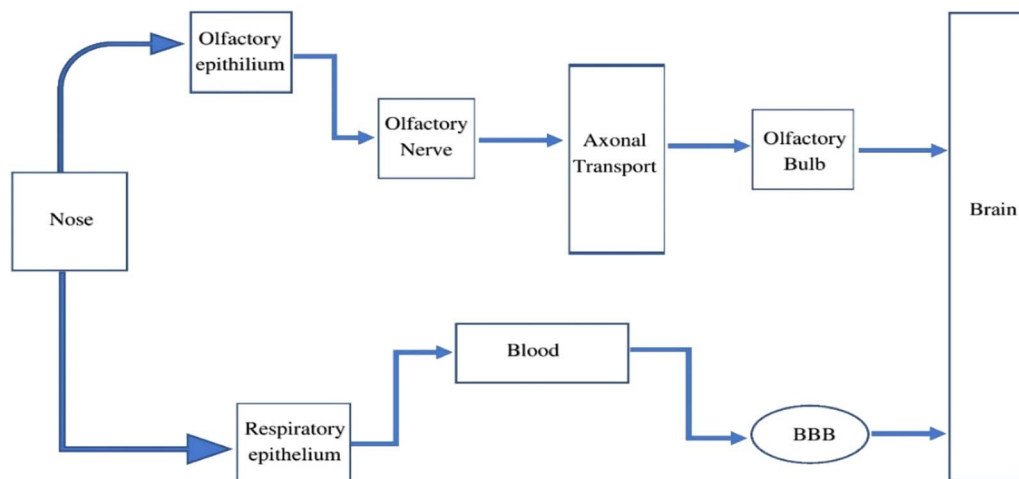 Olfactory
epithilium
Olfactory
Nerve
Axonal
Transport
Olfactory
Bulb
Nose
Brain
Blood
Respiratory
epithelium
BBB